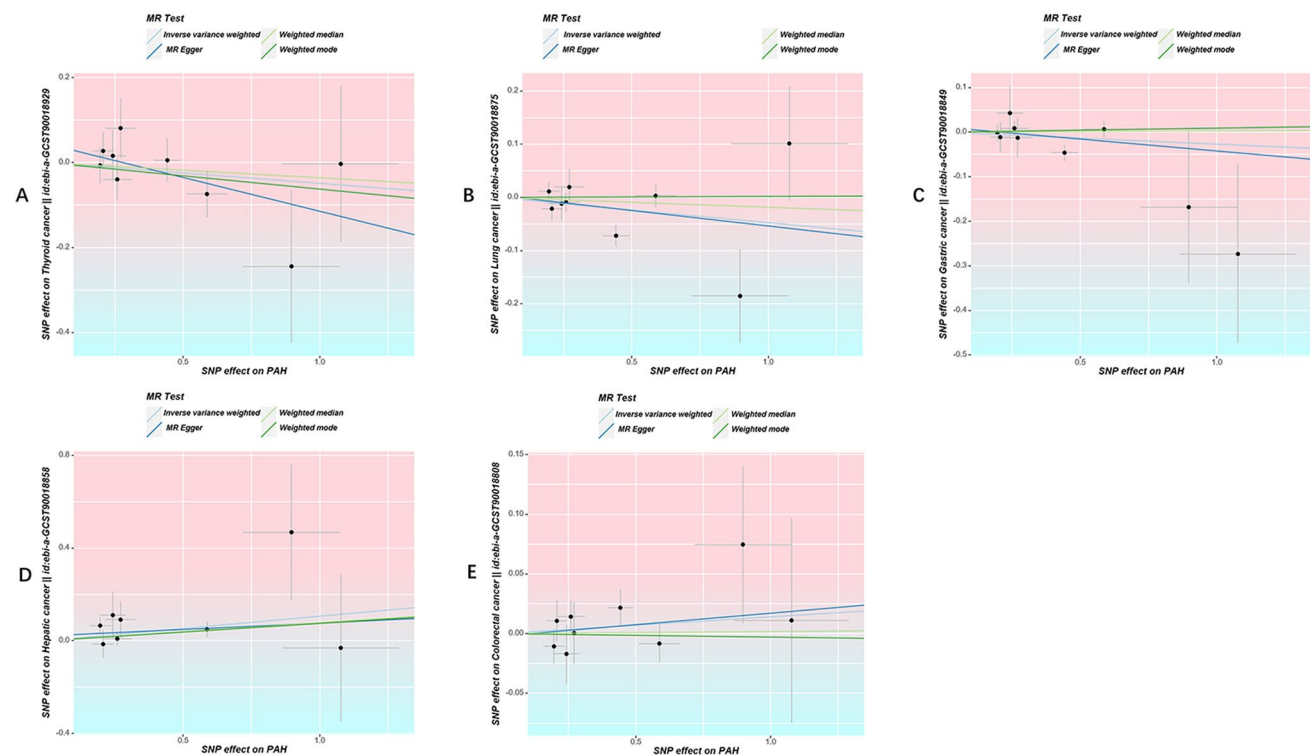 MR Test
Inverse variance weighted
Weighted median
MR Egger
Weighted mode
A
SNP effect on Thyroid cancer || id:ebi-a-GCST90018929
0.2
0.0
-0.2
-0.4
0.5
1.0
SNP effect on PAH
MR Test
Inverse variance weighted
Weighted median
MR Egger
Weighted mode
B
SNP effect on Lung cancer || id:ebi-a-GCST90018875
0.2
0.1
0.0
-0.1
-0.2
0.5
1.0
SNP effect on PAH
MR Test
Inverse variance weighted
Weighted median
MR Egger
Weighted mode
C
SNP effect on Gastric cancer || id:ebi-a-GCST90018849
0.1
0.0
-0.1
-0.2
-0.3
-0.4
-0.5
0.5
1.0
SNP effect on PAH
MR Test
Inverse variance weighted
Weighted median
MR Egger
Weighted mode
D
SNP effect on Hepatic cancer || id:ebi-a-GCST90018858
0.8
0.4
0.0
-0.4
0.5
1.0
SNP effect on PAH
MR Test
Inverse variance weighted
Weighted median
MR Egger
Weighted mode
E
SNP effect on Colorectal cancer || id:ebi-a-GCST90018808
0.15
0.10
0.05
0.00
-0.05
0.5
1.0
SNP effect on PAH